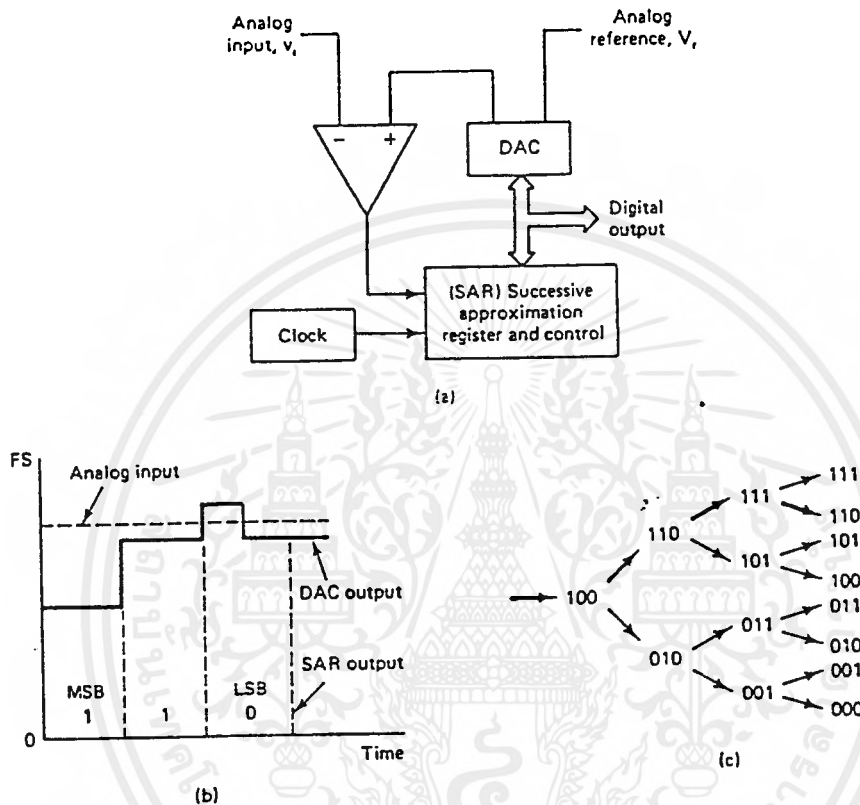 Analog
input, vᵢ
Analog
reference, Vᵣ
− +
DAC
Digital
output
(SAR) Successive
approximation
register and control
Clock
(a)
FS
Analog input
DAC output
SAR output
MSB
LSB
1 1 0
0
Time
(b)
111
111
110
110
101
101
100
100
011
011
010
010
001
001
000
(c)